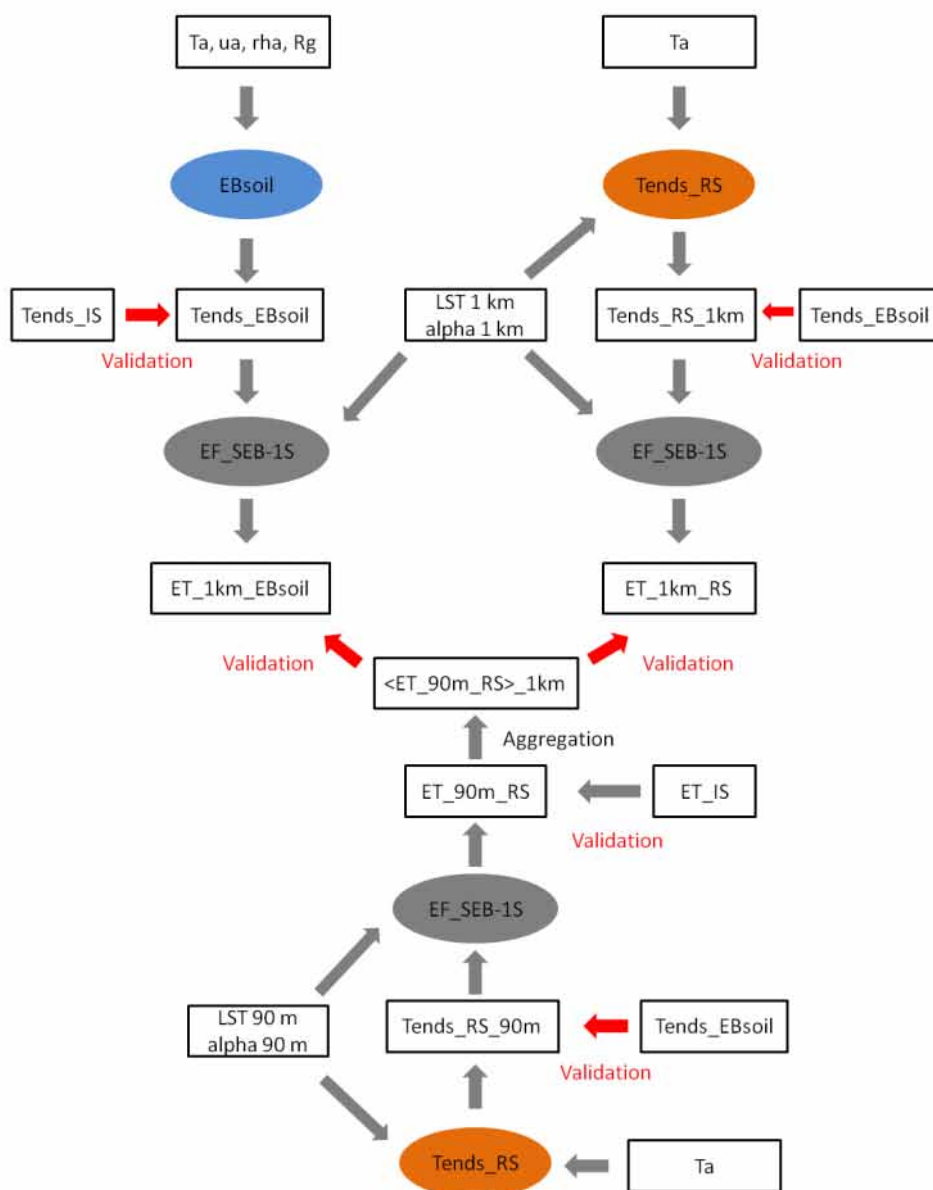 Ta, ua, rha, Rg
Ta
EBsoil
Tends_RS
Tends_IS
Tends_EBsoil
LST 1 km
alpha 1 km
Tends_RS_1km
Tends_EBsoil
Validation
Validation
EF_SEB-1S
EF_SEB-1S
ET_1km_EBsoil
ET_1km_RS
Validation
<ET_90m_RS>_1km
Validation
Aggregation
ET_90m_RS
ET_IS
Validation
EF_SEB-1S
LST 90 m
alpha 90 m
Tends_RS_90m
Tends_EBsoil
Validation
Tends_RS
Ta